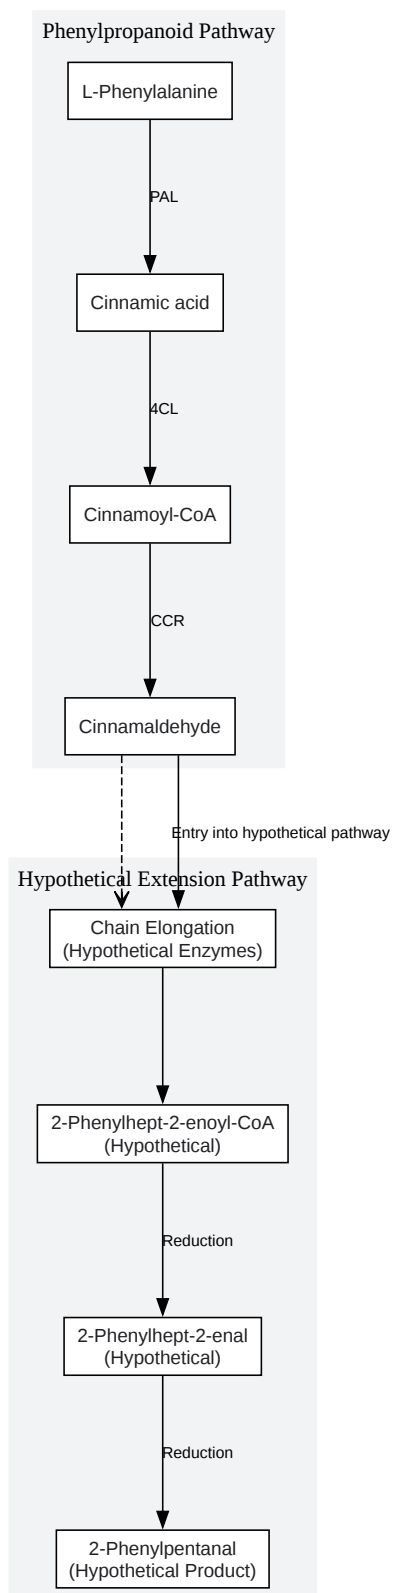 Phenylpropanoid Pathway
L-Phenylalanine
PAL
Cinnamic acid
4CL
Cinnamoyl-CoA
CCR
Cinnamaldehyde
Entry into hypothetical pathway
Hypothetical Extension Pathway
Chain Elongation
(Hypothetical Enzymes)
2-Phenylhept-2-enoyl-CoA
(Hypothetical)
Reduction
2-Phenylhept-2-enal
(Hypothetical)
Reduction
2-Phenylpentanal
(Hypothetical Product)